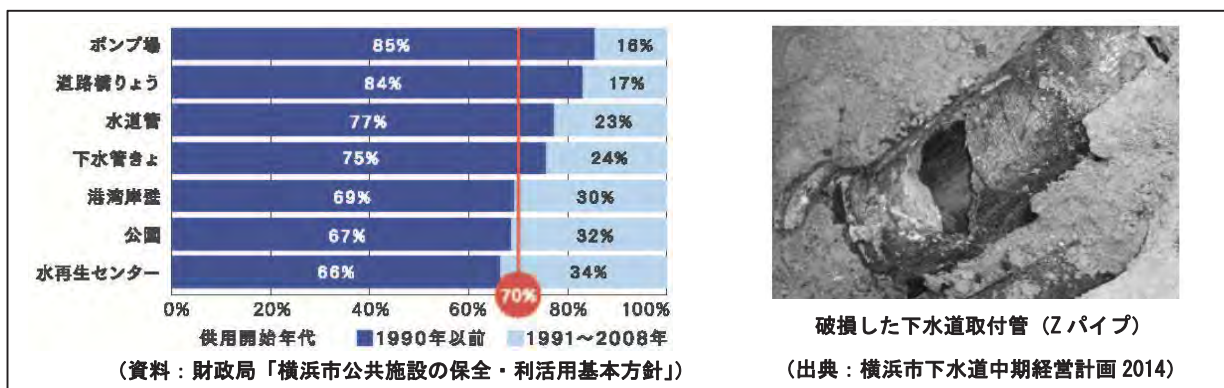 ポンプ場 85% 16%
道路橋りょう 84% 17%
水道管 77% 23%
下水管きょ 75% 24%
港湾岸壁 69% 30%
公園 67% 32%
水再生センター 66% 34%
0% 20% 40% 60% 70% 80% 100%
供用開始年代 1990年以前 1991～2008年
（資料：財政局「横浜市公共施設の保全・利活用基本方針」）
破損した下水道取付管（Zパイプ）
（出典：横浜市下水道中期経営計画2014）